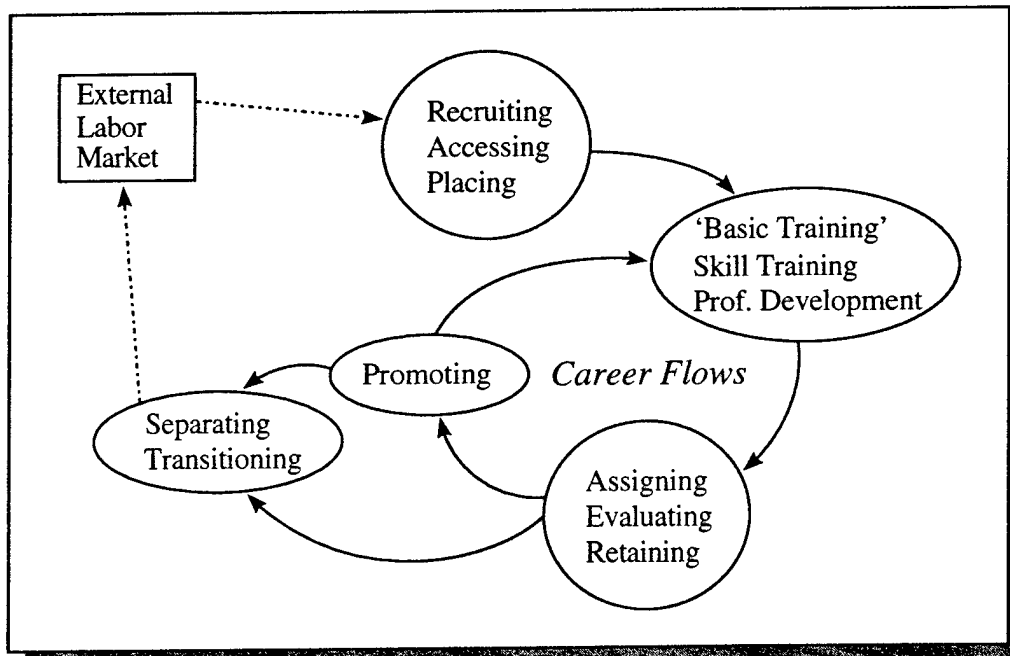 External
Labor
Market
Recruiting
Accessing
Placing
‘Basic Training’
Skill Training
Prof. Development
Promoting
Career Flows
Separating
Transitioning
Assigning
Evaluating
Retaining